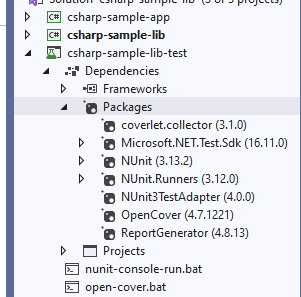 Solution 'csharp-sample-lib' (3 of 3 projects)
csharp-sample-app
csharp-sample-lib
csharp-sample-lib-test
Dependencies
Frameworks
Packages
coverlet.collector (3.1.0)
Microsoft.NET.Test.Sdk (16.11.0)
NUnit (3.13.2)
NUnit.Runners (3.12.0)
NUnit3TestAdapter (4.0.0)
OpenCover (4.7.1221)
ReportGenerator (4.8.13)
Projects
nunit-console-run.bat
open-cover.bat